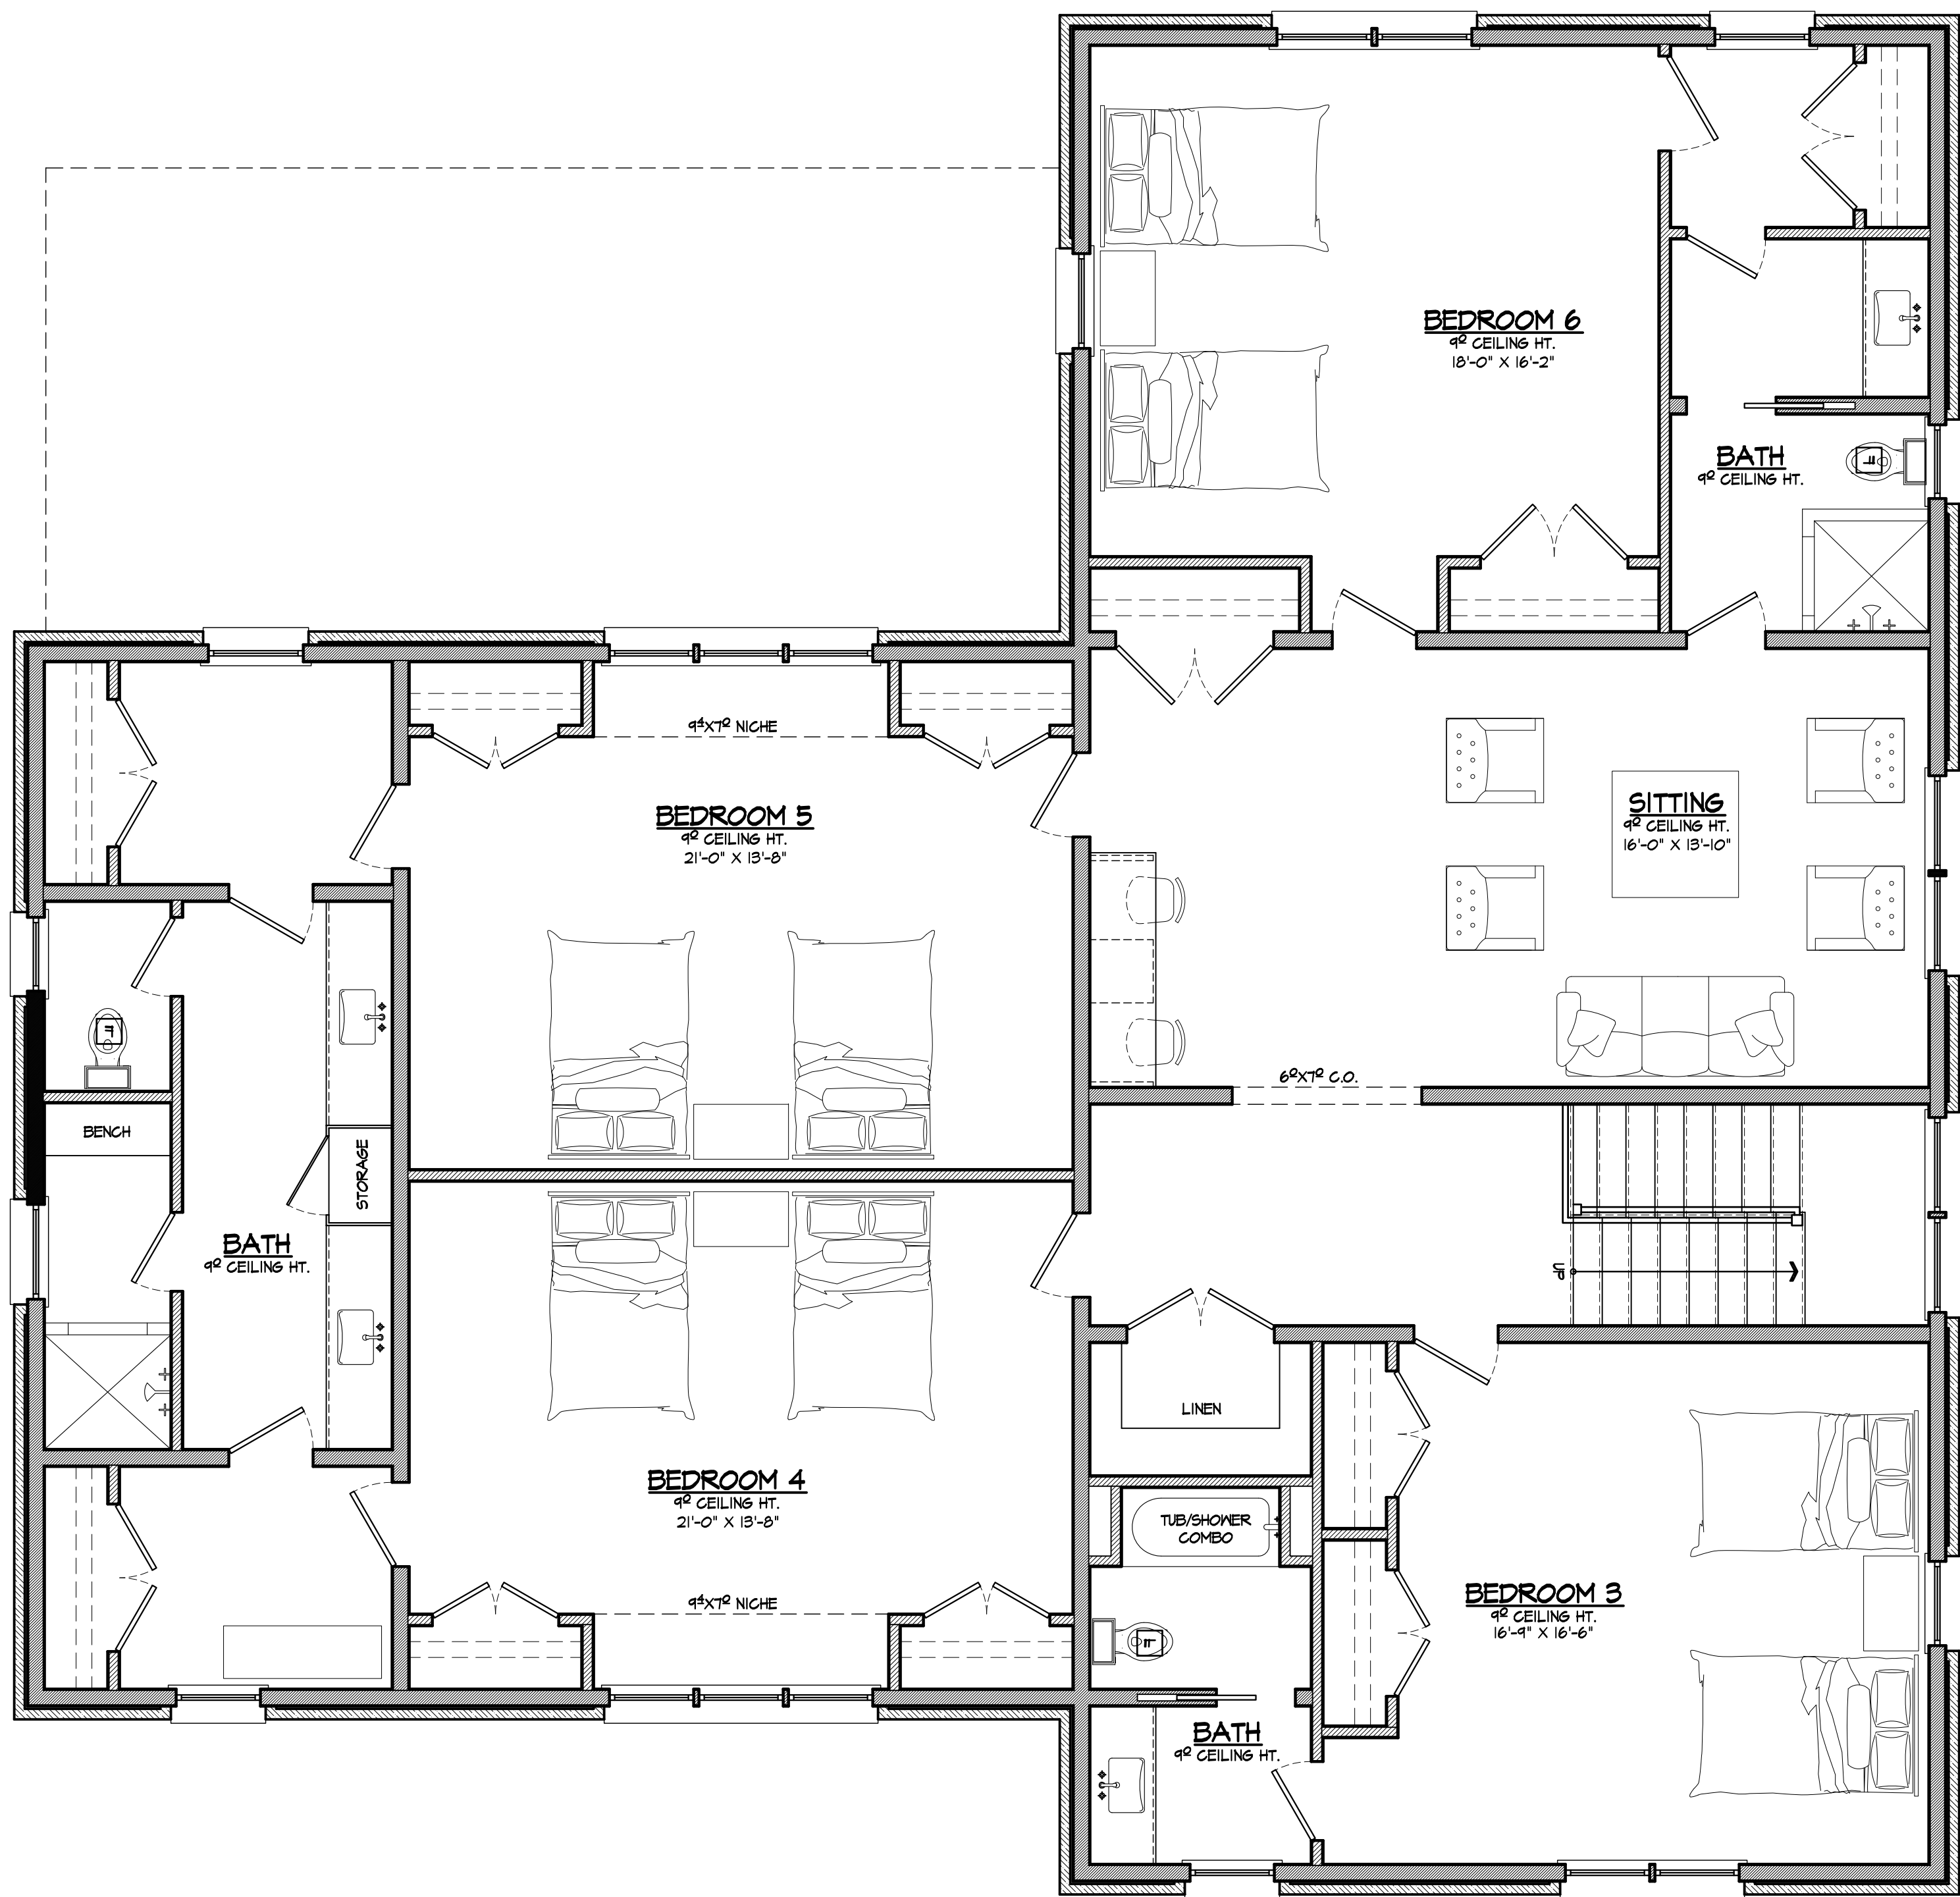 BEDROOM 6
9⁰ CEILING HT.
18'-0" X 16'-2"
BATH
9⁰ CEILING HT.
9⁴X7⁰ NICHE
BEDROOM 5
9⁰ CEILING HT.
21'-0" X 13'-8"
SITTING
9⁰ CEILING HT.
16'-0" X 13'-10"
6⁰X7⁰ C.O.
BENCH
STORAGE
BATH
9⁰ CEILING HT.
UP
LINEN
BEDROOM 4
9⁰ CEILING HT.
21'-0" X 13'-8"
TUB/SHOWER
COMBO
9⁴X7⁰ NICHE
BEDROOM 3
9⁰ CEILING HT.
16'-9" X 16'-6"
BATH
9⁰ CEILING HT.